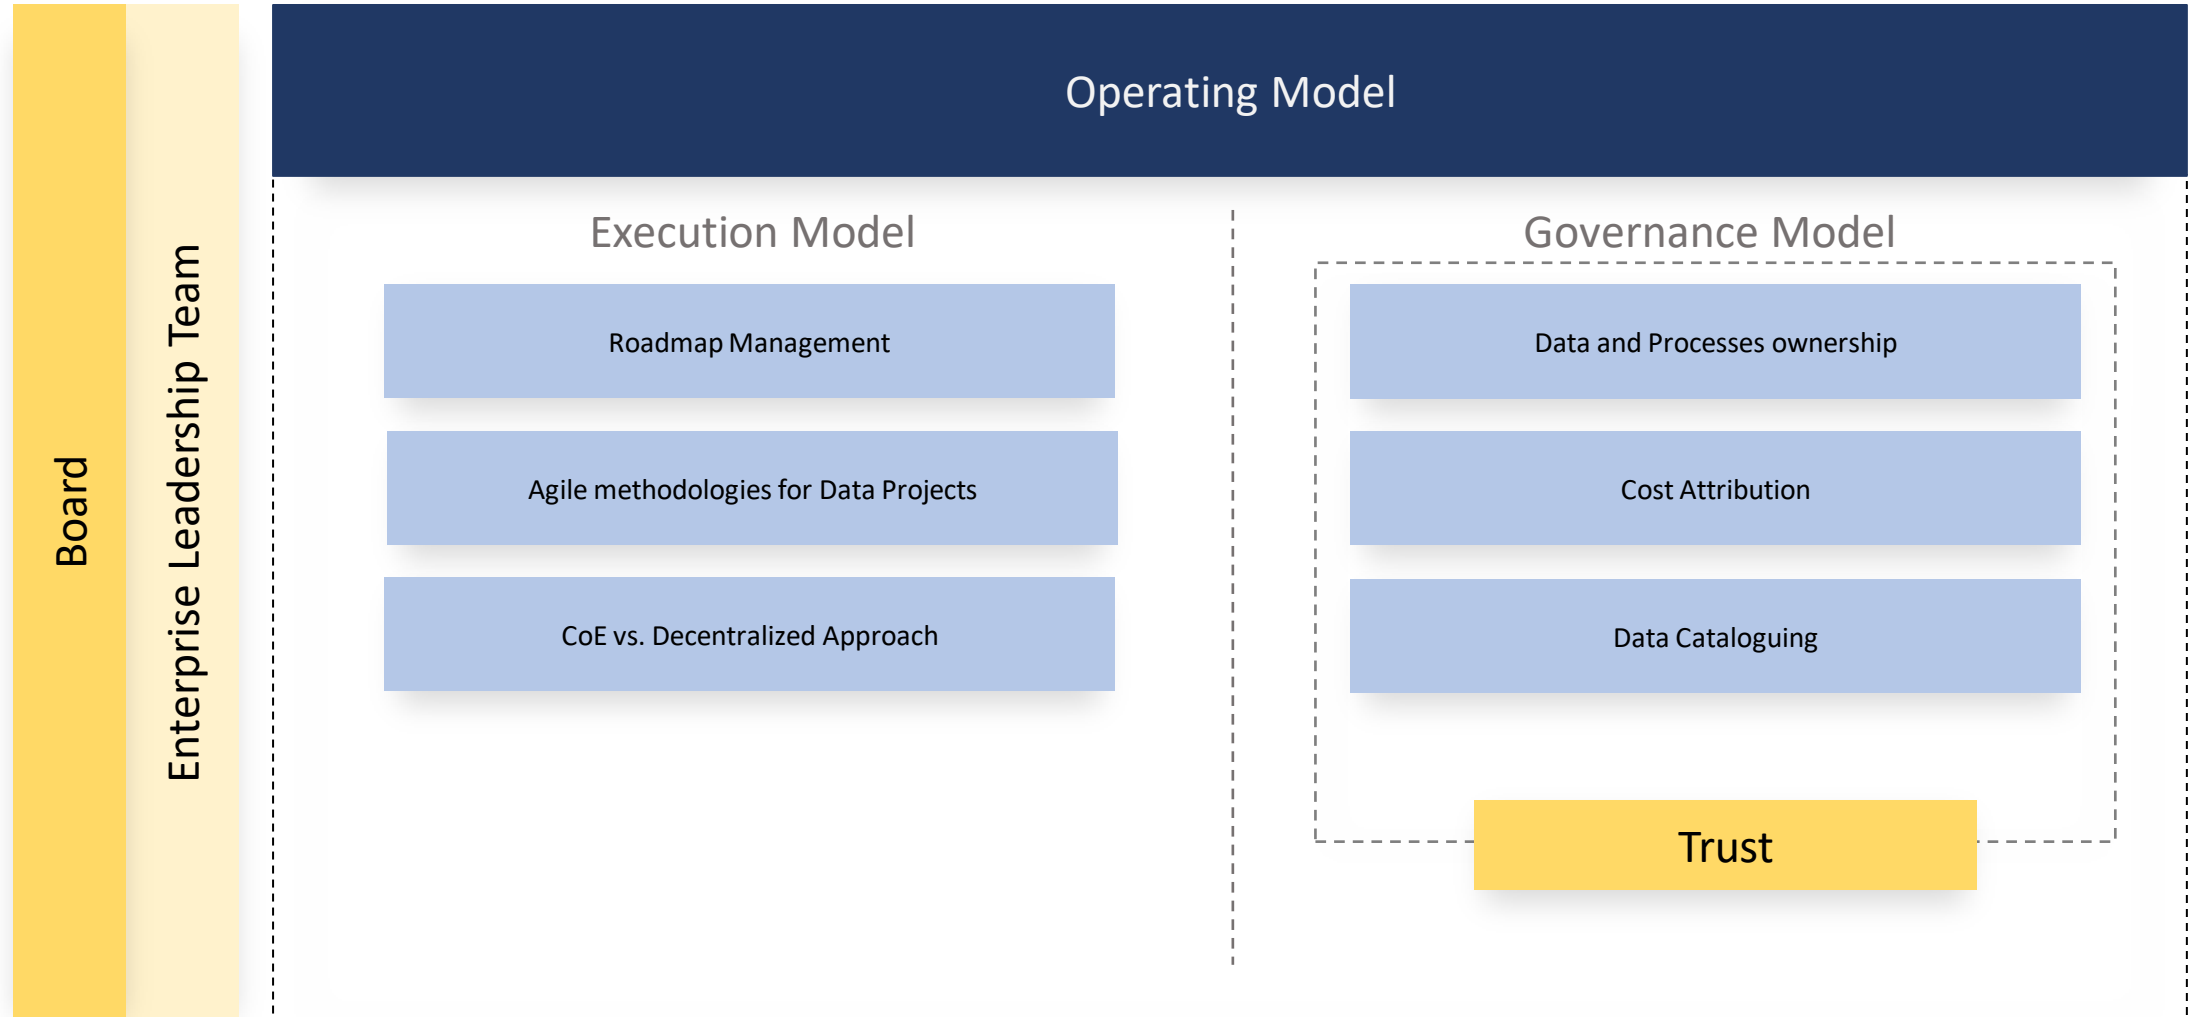 Board
Enterprise Leadership Team
Operating Model
Execution Model
Roadmap Management
Agile methodologies for Data Projects
CoE vs. Decentralized Approach
Governance Model
Data and Processes ownership
Cost Attribution
Data Cataloguing
Trust